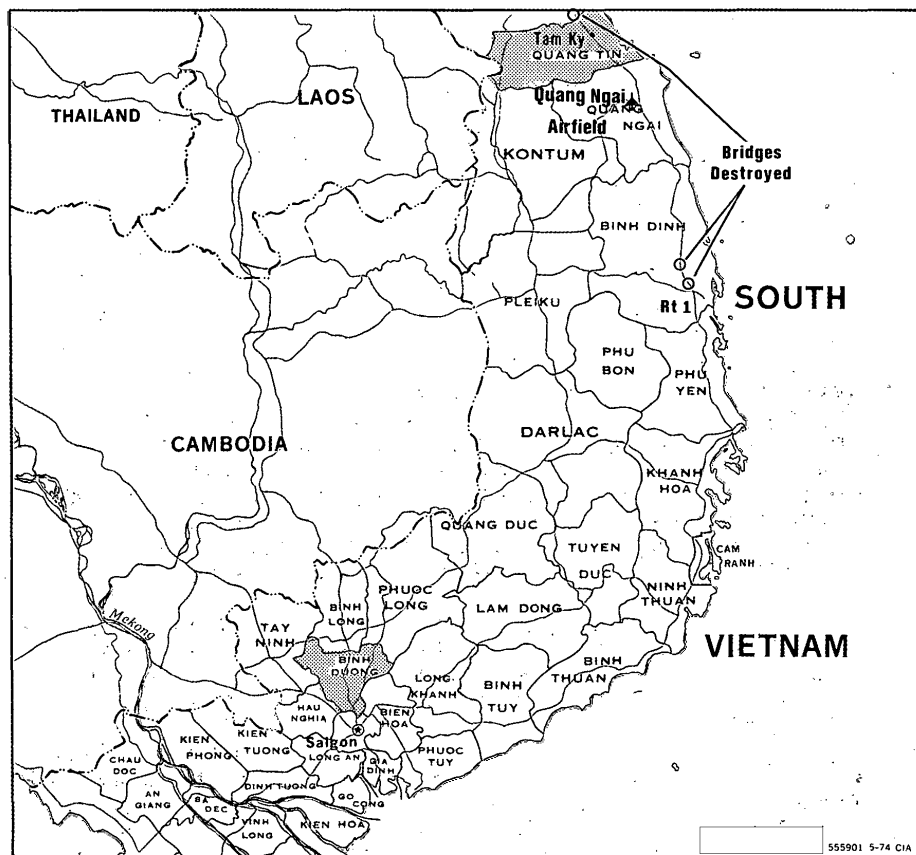 Tam Ky
QUANG TIN
LAOS
THAILAND
Quang Ngai
QUANG
NGAI
Airfield
KONTUM
Bridges
Destroyed
BINH DINH
SOUTH
PLEIKU
Rt 1
PHU
BON
PHU
YEN
DARLAC
CAMBODIA
KHANH
HOA
QUANG DUC
TUYEN
DUC
CAM
RANH
PHUOC
LONG
BINH
LONG
NINH
THUAN
LAM DONG
Mekong
TAY
NINH
VIETNAM
BINH
DUONG
LONG
KHANH
BINH
TUY
BINH
THUAN
HAU
NGHIA
BIEN
HOA
KIEN
PHONG
KIEN
TUONG
Saigon
LONG AN
GIA
DINH
PHUOC
TUY
CHAU
DOC
AN
GIANG
BA
DEC
DINH TUONG
GO
CONG
VINH
LONG
KIEN HOA
555901 5-74 CIA